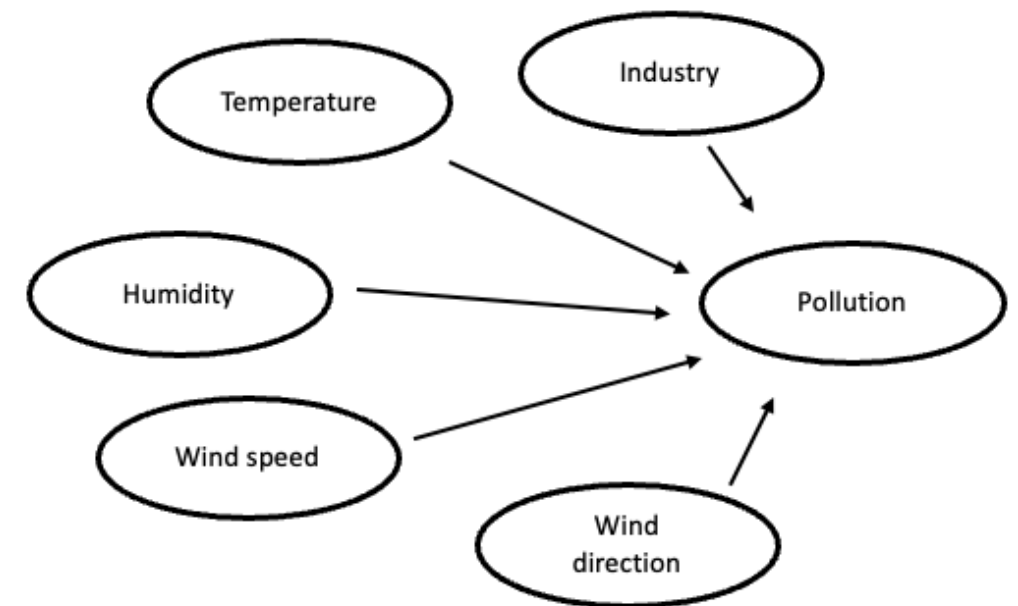 Industry
Temperature
Humidity
Pollution
Wind speed
Wind
direction